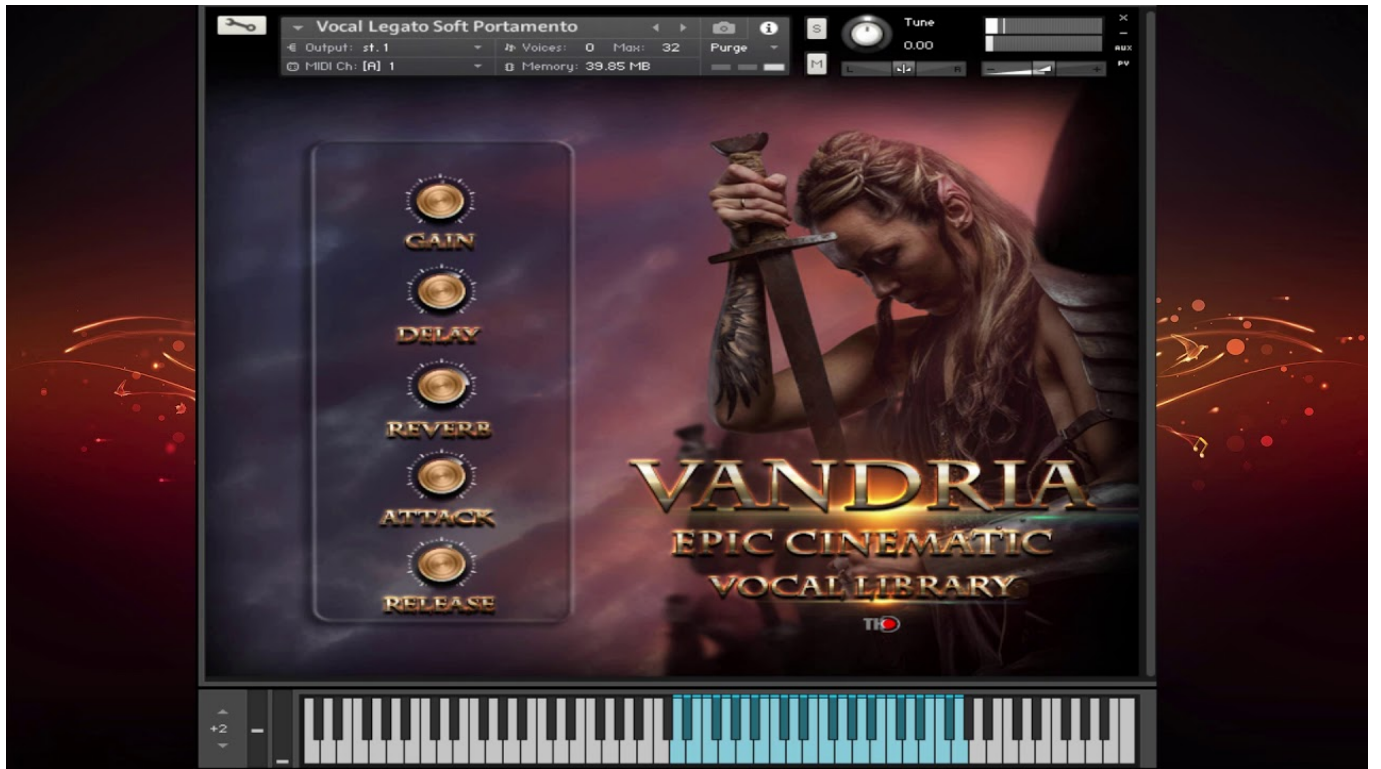 Vocal Legato Soft Portamento
Output: st. 1
Voices: 0 Max: 32
Purge
MIDI Ch: [A] 1
Memory: 39.85 MB
S
M
Tune
0.00
L R
- +
×
AUX
PV
GAIN
DELAY
REVERB
ATTACK
RELEASE
VANDRIA
EPIC CINEMATIC
VOCAL LIBRARY
TH
+2